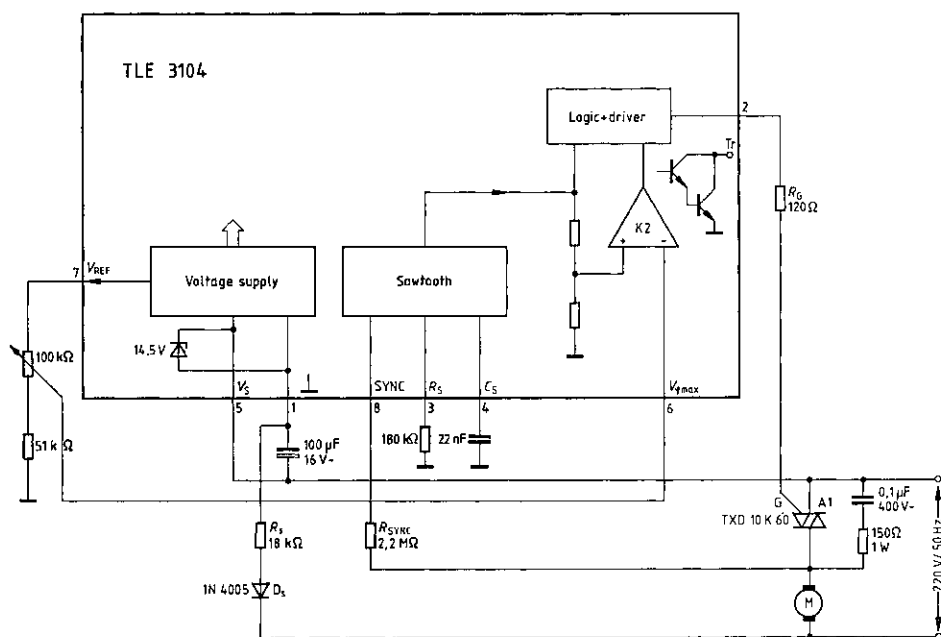 TLE 3104
Logic+driver
2
Tr
R_G
120Ω
K2
+ −
7
V_REF
Voltage supply
Sawtooth
14,5V
100kΩ
V_S
SYNC
R_S
C_S
V_φmax
5
1
8
3
4
6
51kΩ
100µF
16V-
180kΩ
22nF
G
A1
0,1µF
400V-
TXD 10 K 60
R_s
18kΩ
R_SYNC
2,2MΩ
150Ω
1W
220V/50Hz
1N 4005
D_s
M